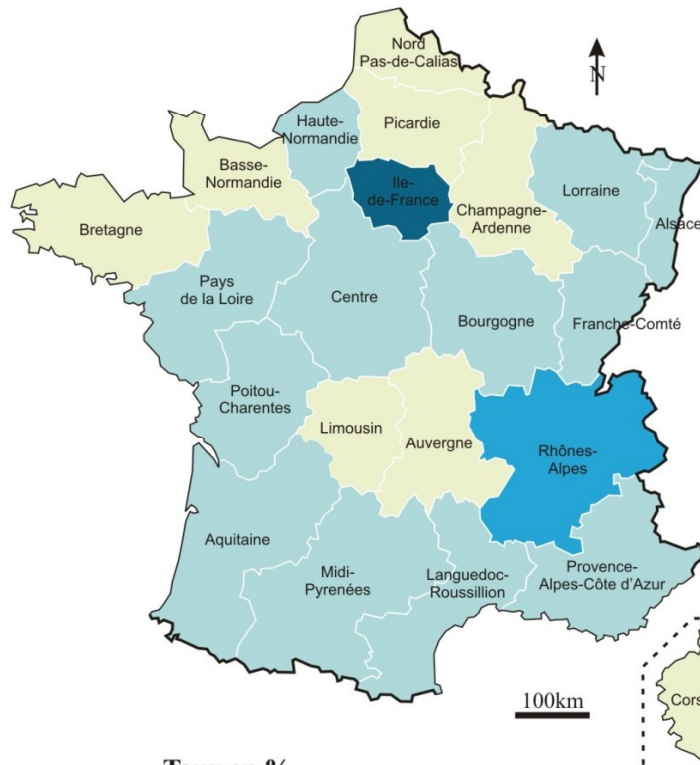 Nord
Pas-de-Calias
N
Picardie
Haute-
Normandie
Basse-
Normandie
Ile-
de-France
Champagne-
Ardenne
Lorraine
Alsace
Bretagne
Pays
de la Loire
Centre
Bourgogne
Franche-Comté
Poitou-
Charentes
Limousin
Auvergne
Rhônes-
Alpes
Aquitaine
Midi-
Pyrenées
Languedoc-
Roussillion
Provence-
Alpes-Côte d'Azur
100km
Cors